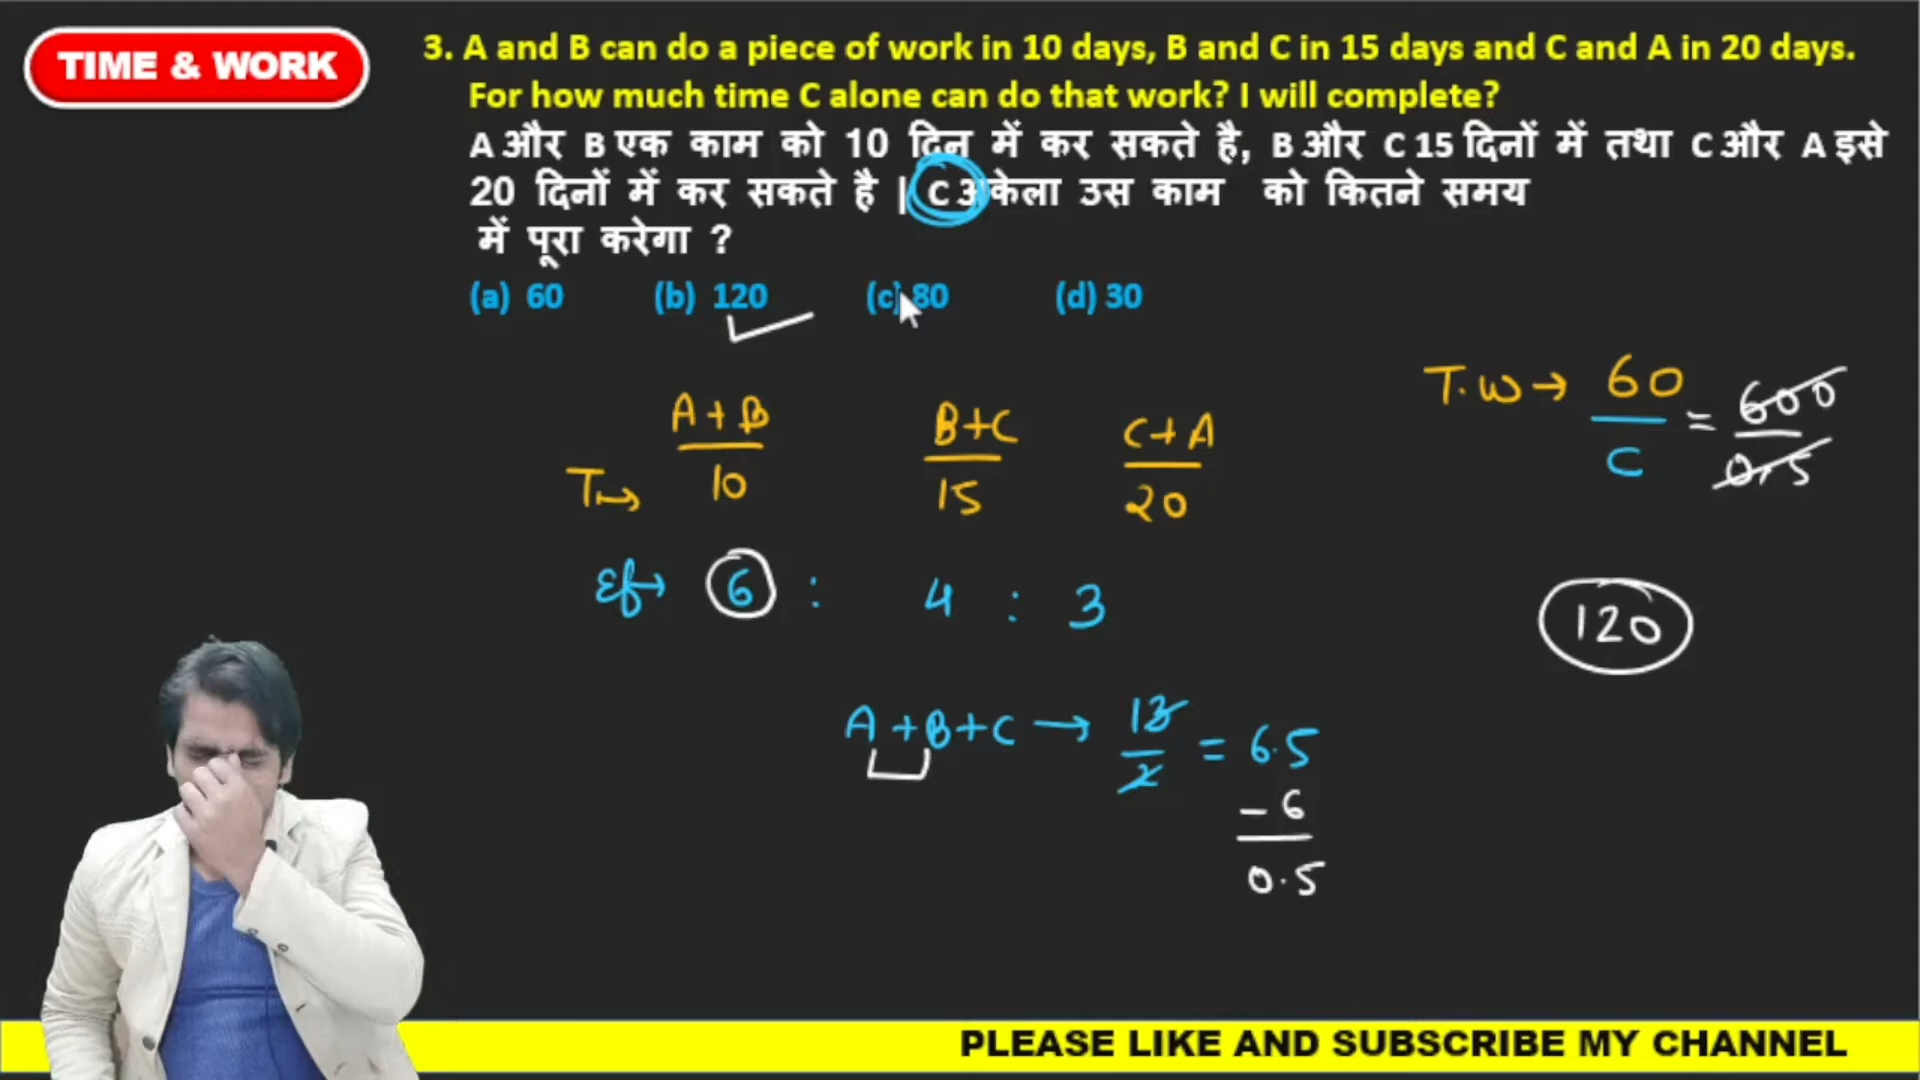 TIME & WORK
3. A and B can do a piece of work in 10 days, B and C in 15 days and C and A in 20 days.
For how much time C alone can do that work? I will complete?
A और B एक काम को 10 दिन में कर सकते है, B और C 15 दिनों में तथा C और A इसे
20 दिनों में कर सकते है | C अकेला उस काम को कितने समय
में पूरा करेगा ?
(a) 60 (b) 120 (c) 80 (d) 30
T.W → 60/C = 600/0.5
A+B B+C C+A
T→ 10 15 20
Ef→ 6 : 4 : 3
120
A+B+C → 13/2 = 6.5
- 6
0.5
PLEASE LIKE AND SUBSCRIBE MY CHANNEL